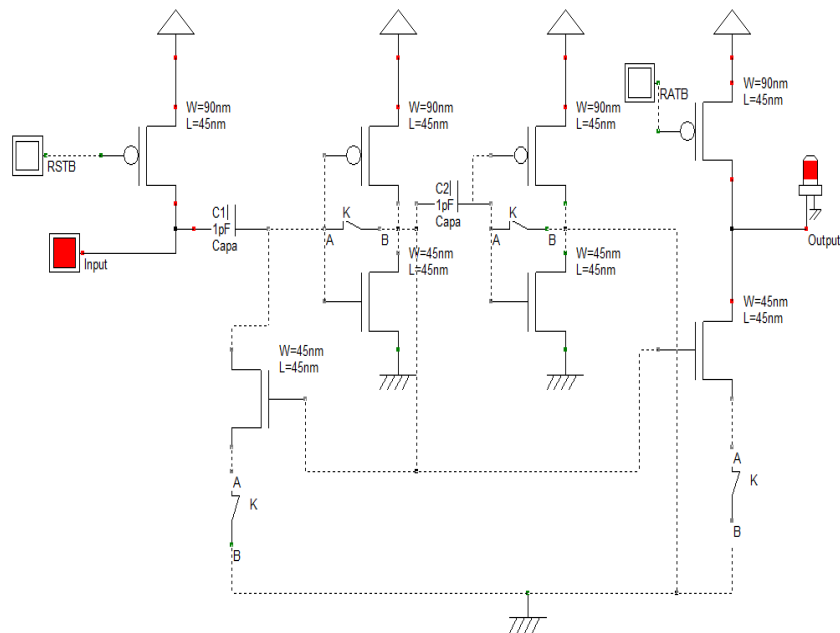 W=90nm
L=45nm
W=90nm
L=45nm
W=90nm
L=45nm
RATB
W=90nm
L=45nm
RSTB
C1
1pF
Capa
K
A
B
C2
1pF
Capa
K
A
B
Input
Output
W=45nm
L=45nm
W=45nm
L=45nm
W=45nm
L=45nm
W=45nm
L=45nm
A
K
B
A
K
B